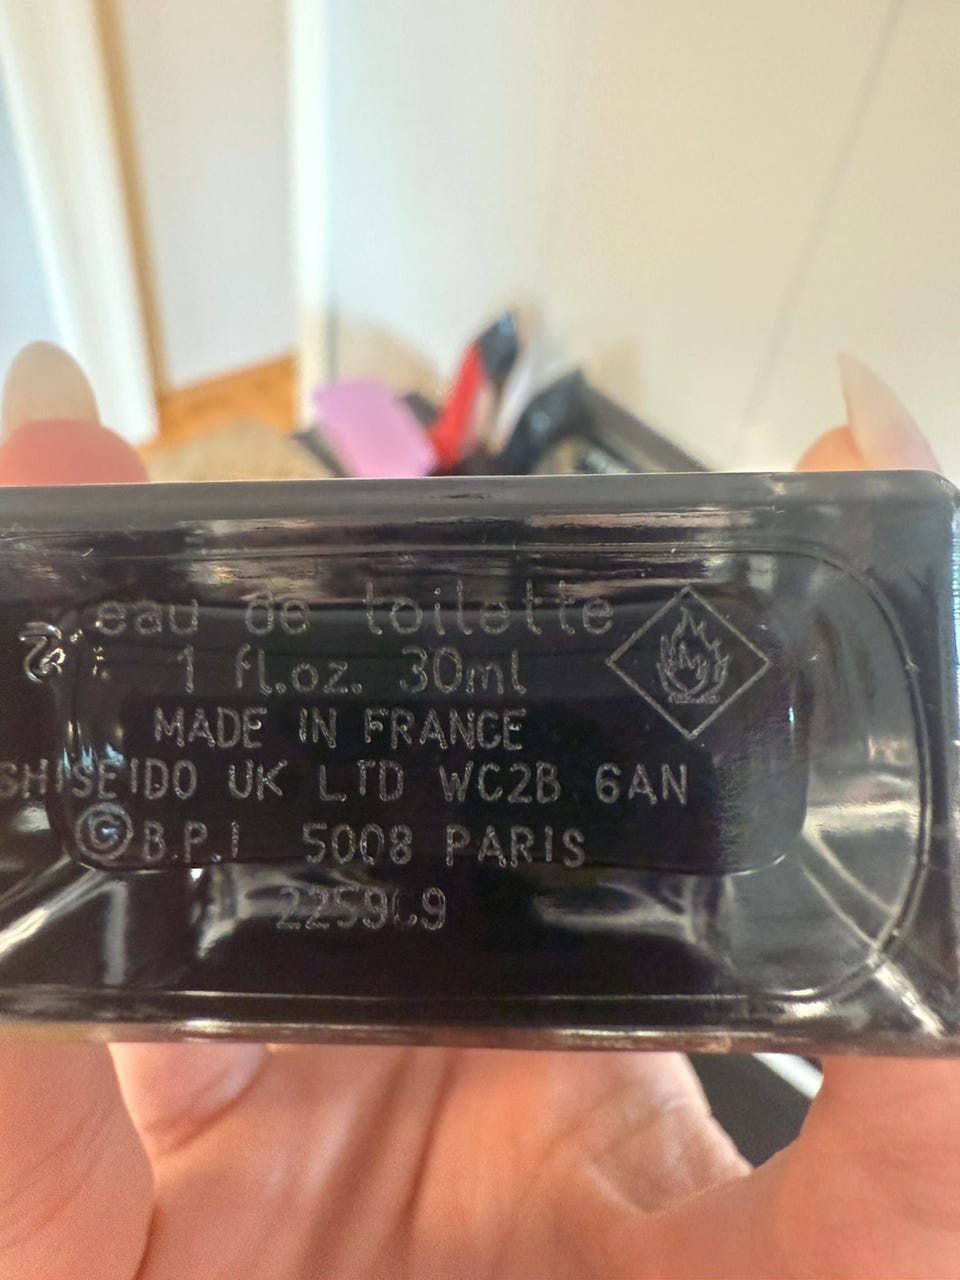 eau de toilette
℮ 1 fl.oz. 30ml
MADE IN FRANCE
SHISEIDO UK LTD WC2B 6AN
© B.P.I 5008 PARIS